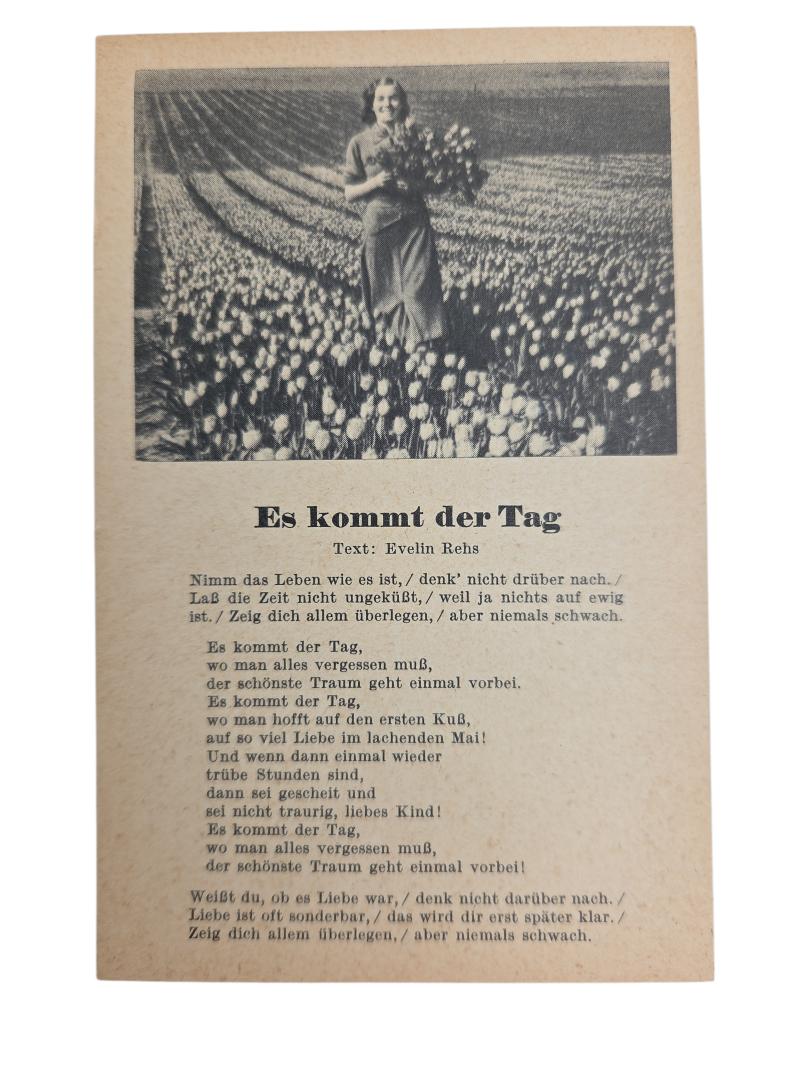 Es kommt der Tag
Text: Evelin Rehs
Nimm das Leben wie es ist, / denk’ nicht drüber nach. /
Laß die Zeit nicht ungeküßt, / weil ja nichts auf ewig
ist. / Zeig dich allem überlegen, / aber niemals schwach.
Es kommt der Tag,
wo man alles vergessen muß,
der schönste Traum geht einmal vorbei.
Es kommt der Tag,
wo man hofft auf den ersten Kuß,
auf so viel Liebe im lachenden Mai!
Und wenn dann einmal wieder
trübe Stunden sind,
dann sei gescheit und
sei nicht traurig, liebes Kind!
Es kommt der Tag,
wo man alles vergessen muß,
der schönste Traum geht einmal vorbei!
Weißt du, ob es Liebe war, / denk nicht darüber nach. /
Liebe ist oft sonderbar, / das wird dir erst später klar. /
Zeig dich allem überlegen, / aber niemals schwach.